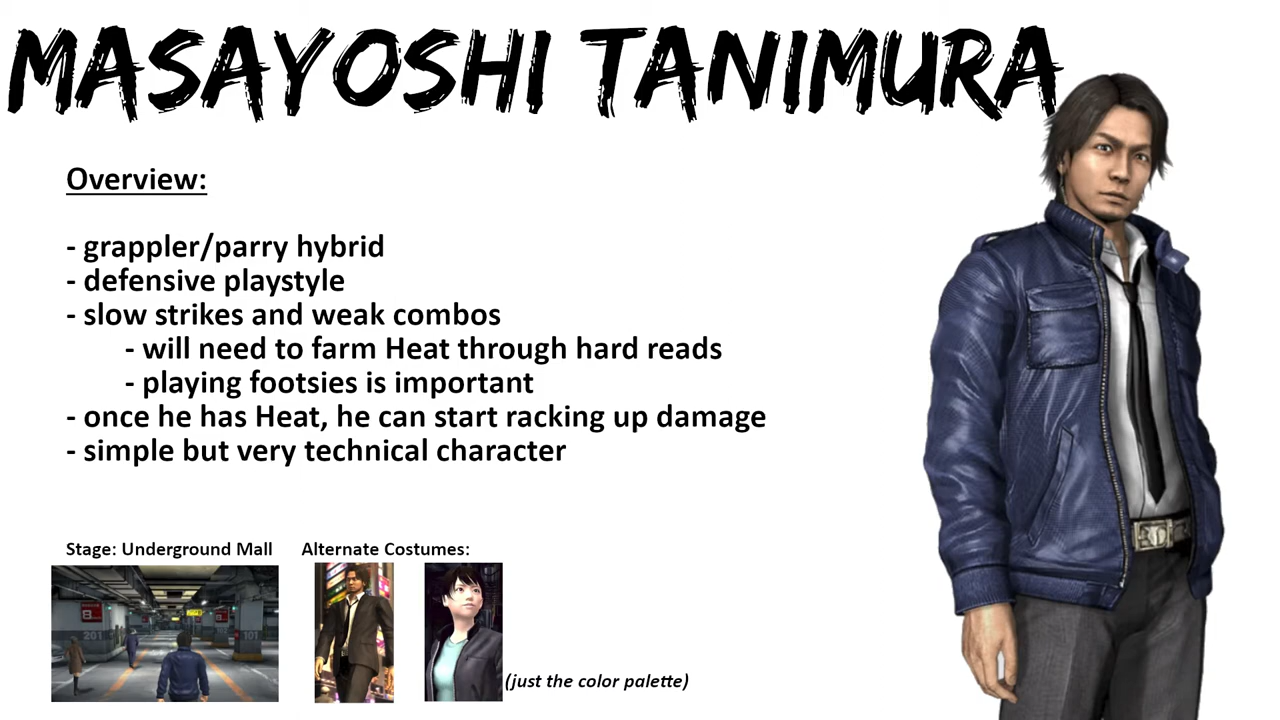 MASAYOSHI TANIMURA
Overview:
- grappler/parry hybrid
- defensive playstyle
- slow strikes and weak combos
- will need to farm Heat through hard reads
- playing footsies is important
- once he has Heat, he can start racking up damage
- simple but very technical character
Stage: Underground Mall
Alternate Costumes:
B
201
101
(just the color palette)